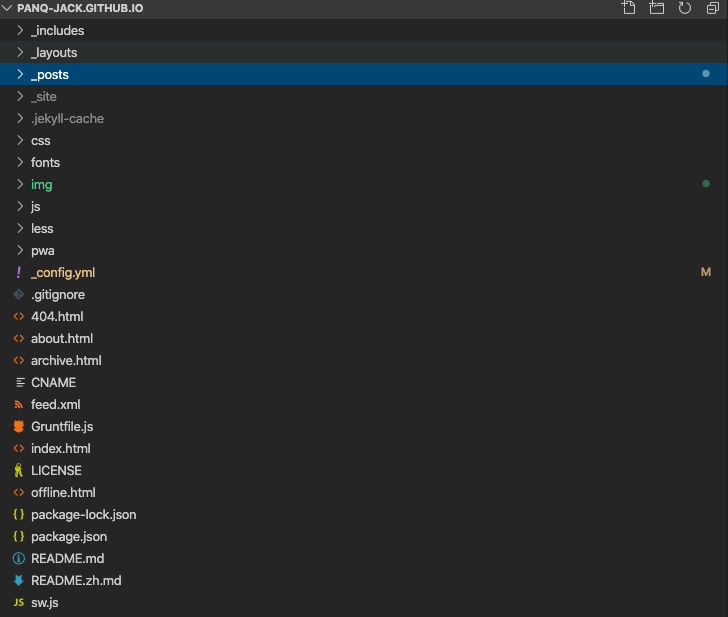 PANQ-JACK.GITHUB.IO
_includes
_layouts
_posts
_site
.jekyll-cache
css
fonts
img
js
less
pwa
! _config.yml M
.gitignore
<> 404.html
<> about.html
<> archive.html
CNAME
feed.xml
Gruntfile.js
<> index.html
LICENSE
<> offline.html
{} package-lock.json
{} package.json
README.md
README.zh.md
JS sw.js